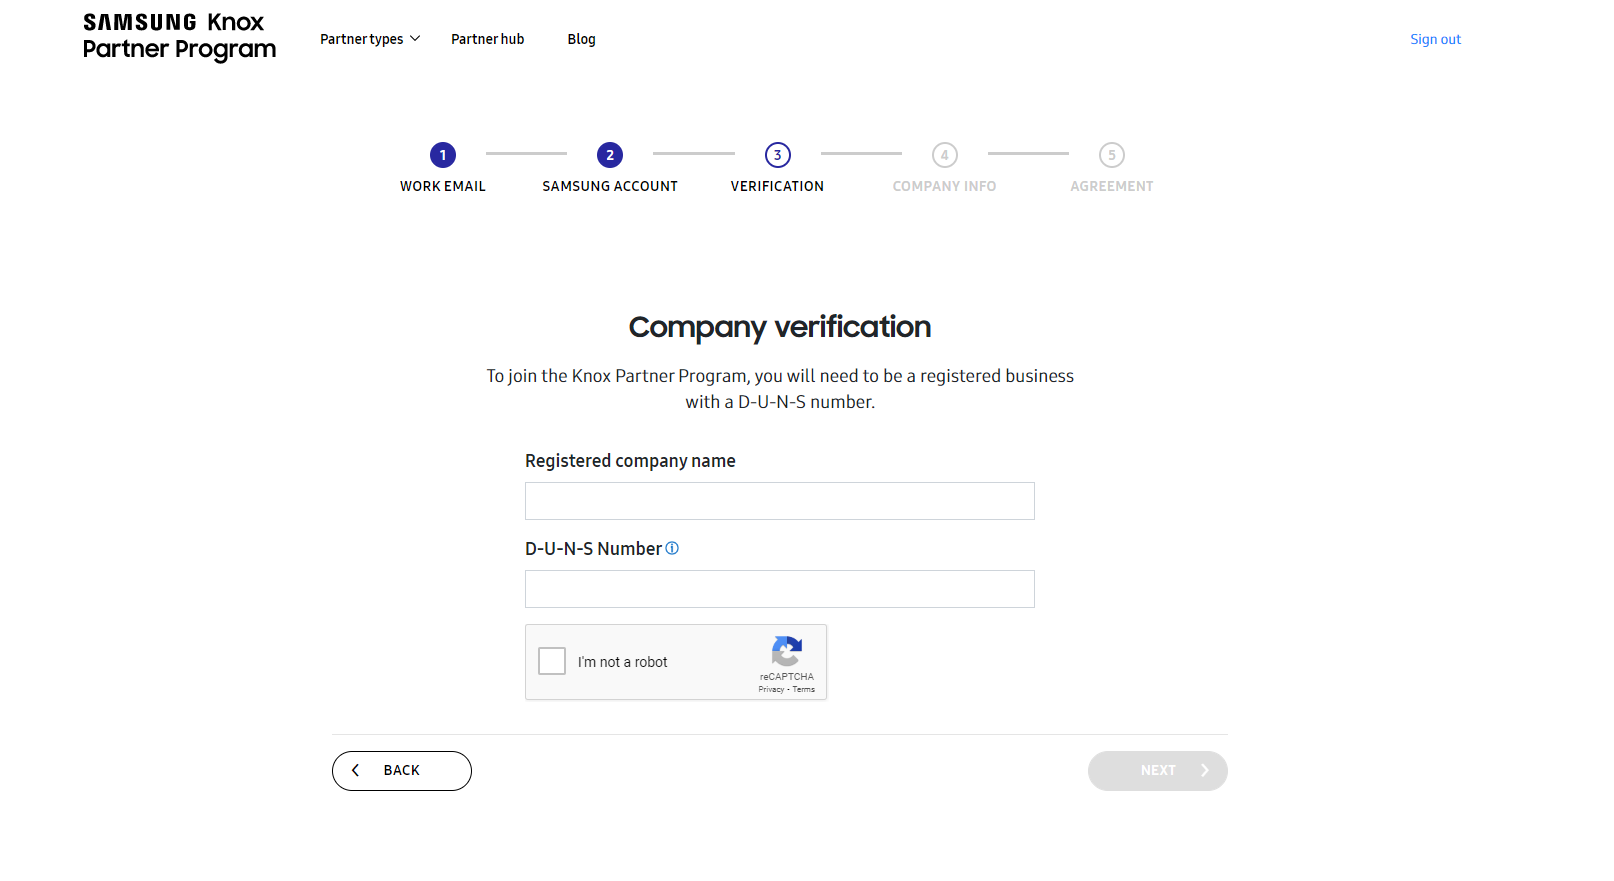 SAMSUNG Knox
Partner Program
Partner types
Partner hub
Blog
Sign out
1
2
3
4
5
WORK EMAIL
SAMSUNG ACCOUNT
VERIFICATION
COMPANY INFO
AGREEMENT
Company verification
To join the Knox Partner Program, you will need to be a registered business
with a D-U-N-S number.
Registered company name
D-U-N-S Number
I'm not a robot
reCAPTCHA
Privacy - Terms
BACK
NEXT